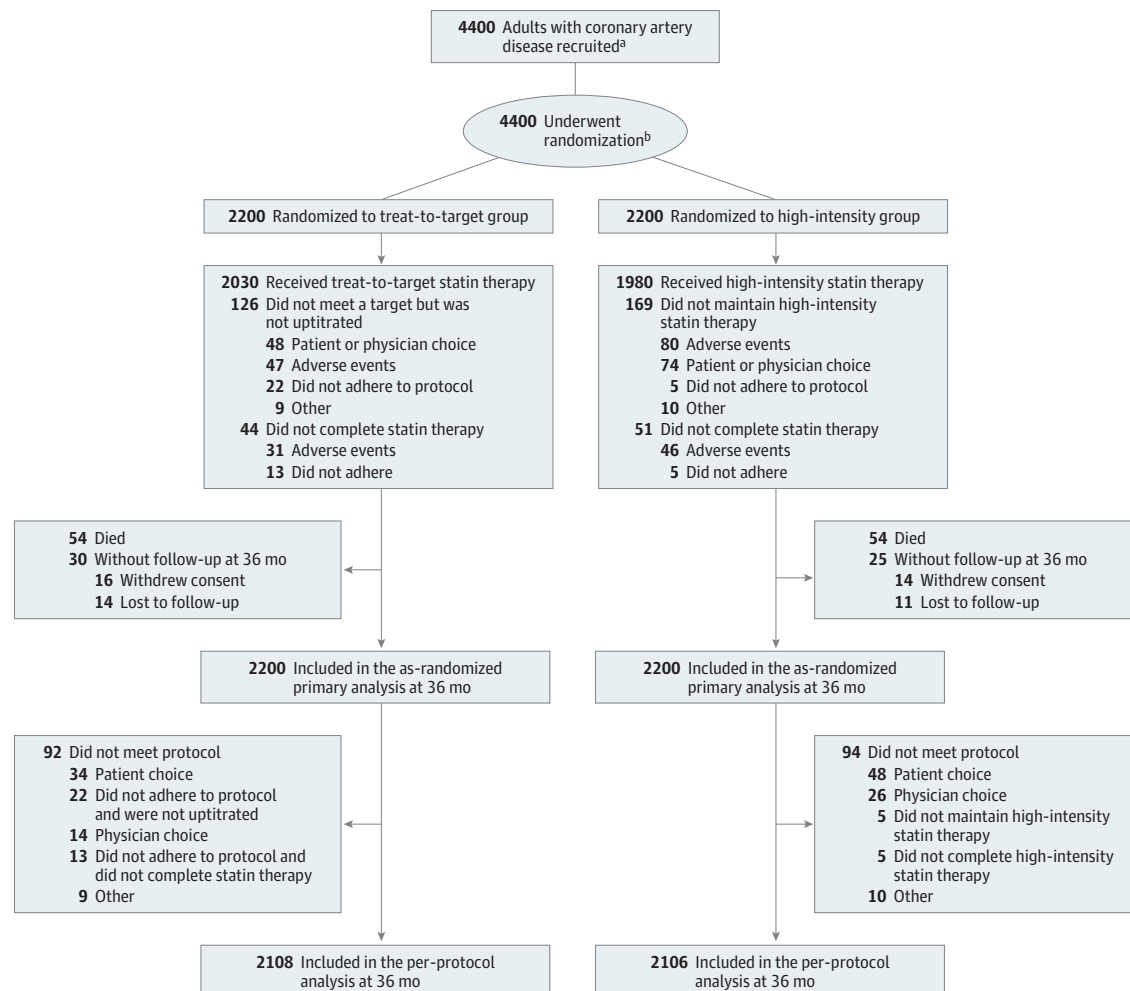 4400 Adults with coronary artery
disease recruitedᵃ
4400 Underwent
randomizationᵇ
2200 Randomized to treat-to-target group
2200 Randomized to high-intensity group
2030 Received treat-to-target statin therapy
126 Did not meet a target but was
not uptitrated
48 Patient or physician choice
47 Adverse events
22 Did not adhere to protocol
9 Other
44 Did not complete statin therapy
31 Adverse events
13 Did not adhere
1980 Received high-intensity statin therapy
169 Did not maintain high-intensity
statin therapy
80 Adverse events
74 Patient or physician choice
5 Did not adhere to protocol
10 Other
51 Did not complete statin therapy
46 Adverse events
5 Did not adhere
54 Died
30 Without follow-up at 36 mo
16 Withdrew consent
14 Lost to follow-up
54 Died
25 Without follow-up at 36 mo
14 Withdrew consent
11 Lost to follow-up
2200 Included in the as-randomized
primary analysis at 36 mo
2200 Included in the as-randomized
primary analysis at 36 mo
92 Did not meet protocol
34 Patient choice
22 Did not adhere to protocol
and were not uptitrated
14 Physician choice
13 Did not adhere to protocol and
did not complete statin therapy
9 Other
94 Did not meet protocol
48 Patient choice
26 Physician choice
5 Did not maintain high-intensity
statin therapy
5 Did not complete high-intensity
statin therapy
10 Other
2108 Included in the per-protocol
analysis at 36 mo
2106 Included in the per-protocol
analysis at 36 mo